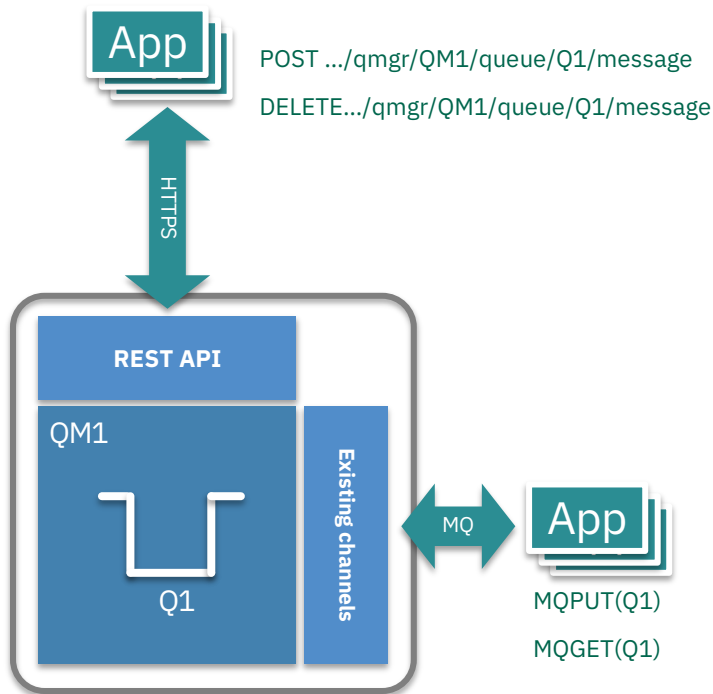 App
POST .../qmgr/QM1/queue/Q1/message
DELETE.../qmgr/QM1/queue/Q1/message
HTTPS
REST API
QM1
Q1
Existing channels
MQ
App
MQPUT(Q1)
MQGET(Q1)